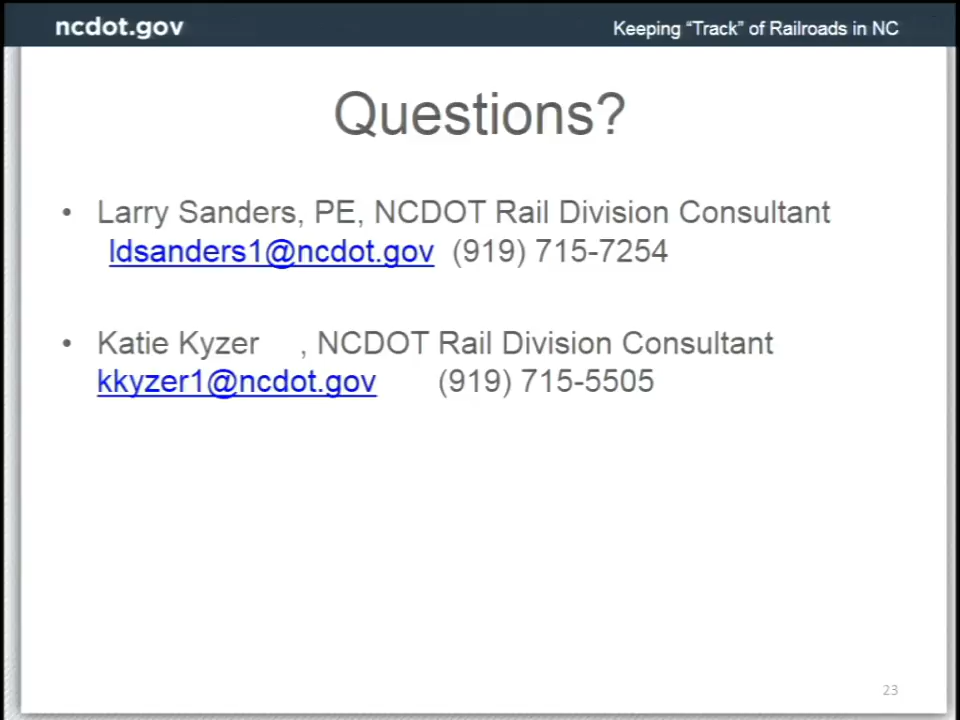 ncdot.gov
Keeping “Track” of Railroads in NC
Questions?
• Larry Sanders, PE, NCDOT Rail Division Consultant
ldsanders1@ncdot.gov (919) 715-7254
• Katie Kyzer , NCDOT Rail Division Consultant
kkyzer1@ncdot.gov (919) 715-5505
23